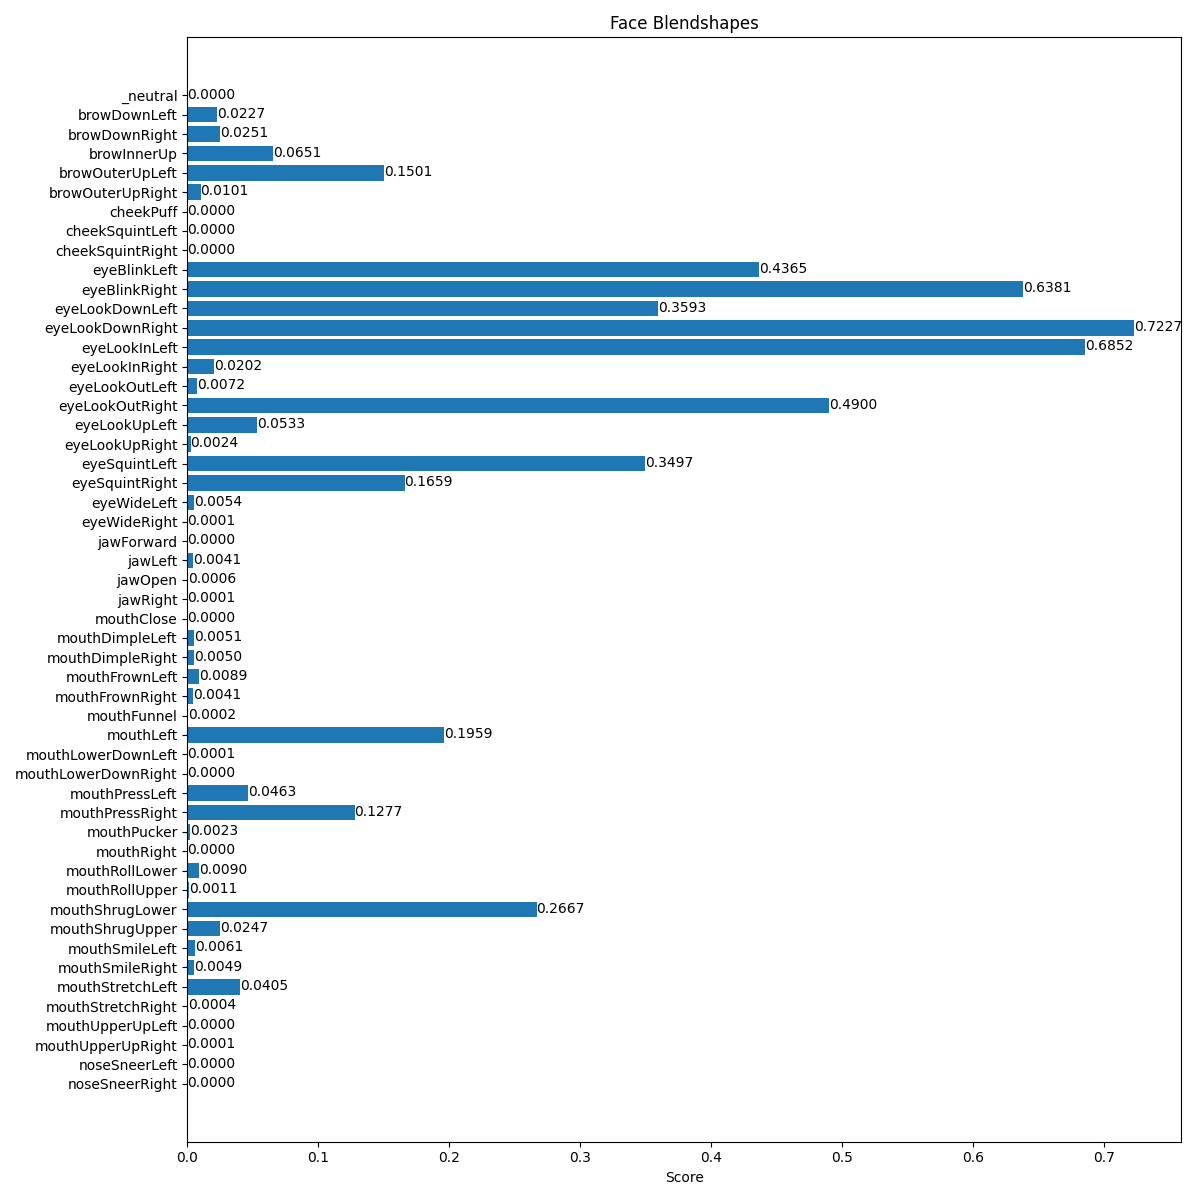 Face Blendshapes
_neutral 0.0000
browDownLeft 0.0227
browDownRight 0.0251
browInnerUp 0.0651
browOuterUpLeft 0.1501
browOuterUpRight 0.0101
cheekPuff 0.0000
cheekSquintLeft 0.0000
cheekSquintRight 0.0000
eyeBlinkLeft 0.4365
eyeBlinkRight 0.6381
eyeLookDownLeft 0.3593
eyeLookDownRight 0.7227
eyeLookInLeft 0.6852
eyeLookInRight 0.0202
eyeLookOutLeft 0.0072
eyeLookOutRight 0.4900
eyeLookUpLeft 0.0533
eyeLookUpRight 0.0024
eyeSquintLeft 0.3497
eyeSquintRight 0.1659
eyeWideLeft 0.0054
eyeWideRight 0.0001
jawForward 0.0000
jawLeft 0.0041
jawOpen 0.0006
jawRight 0.0001
mouthClose 0.0000
mouthDimpleLeft 0.0051
mouthDimpleRight 0.0050
mouthFrownLeft 0.0089
mouthFrownRight 0.0041
mouthFunnel 0.0002
mouthLeft 0.1959
mouthLowerDownLeft 0.0001
mouthLowerDownRight 0.0000
mouthPressLeft 0.0463
mouthPressRight 0.1277
mouthPucker 0.0023
mouthRight 0.0000
mouthRollLower 0.0090
mouthRollUpper 0.0011
mouthShrugLower 0.2667
mouthShrugUpper 0.0247
mouthSmileLeft 0.0061
mouthSmileRight 0.0049
mouthStretchLeft 0.0405
mouthStretchRight 0.0004
mouthUpperUpLeft 0.0000
mouthUpperUpRight 0.0001
noseSneerLeft 0.0000
noseSneerRight 0.0000
0.0 0.1 0.2 0.3 0.4 0.5 0.6 0.7
Score